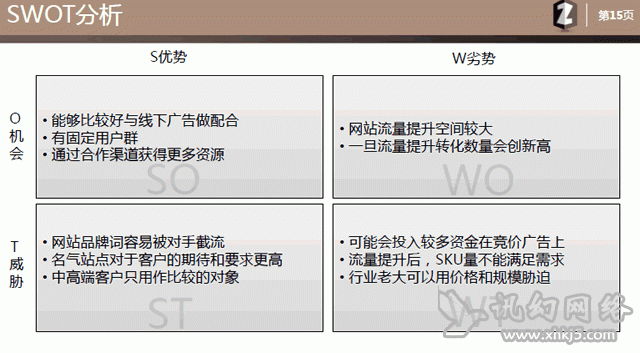 SWOT分析
Z
第15页
S优势
W劣势
O
机
会
• 能够比较好与线下广告做配合
• 有固定用户群
• 通过合作渠道获得更多资源
SO
• 网站流量提升空间较大
• 一旦流量提升转化数量会创新高
WO
T
威
胁
• 网站品牌词容易被对手截流
• 名气站点对于客户的期待和要求更高
• 中高端客户只用作比较的对象
ST
• 可能会投入较多资金在竞价广告上
• 流量提升后，SKU量不能满足需求
• 行业老大可以用价格和规模胁迫
W
讯幻网络
www.xhkj5.com